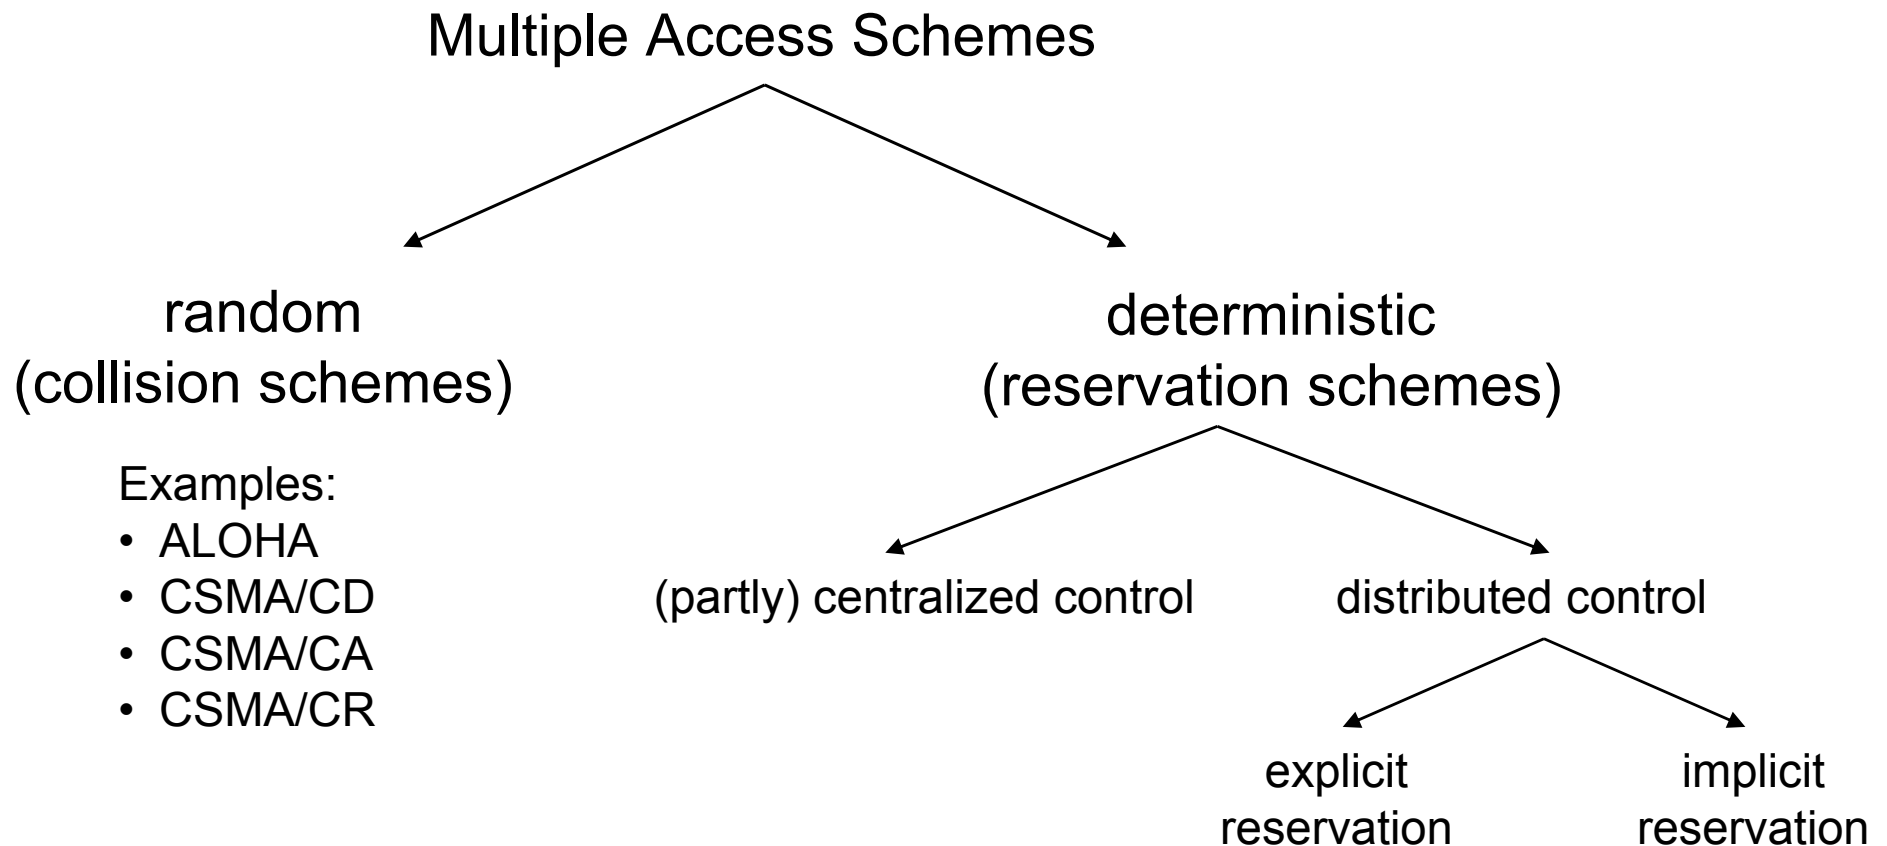 Multiple Access Schemes
random
(collision schemes)
Examples:
• ALOHA
• CSMA/CD
• CSMA/CA
• CSMA/CR
deterministic
(reservation schemes)
(partly) centralized control
distributed control
explicit
reservation
implicit
reservation